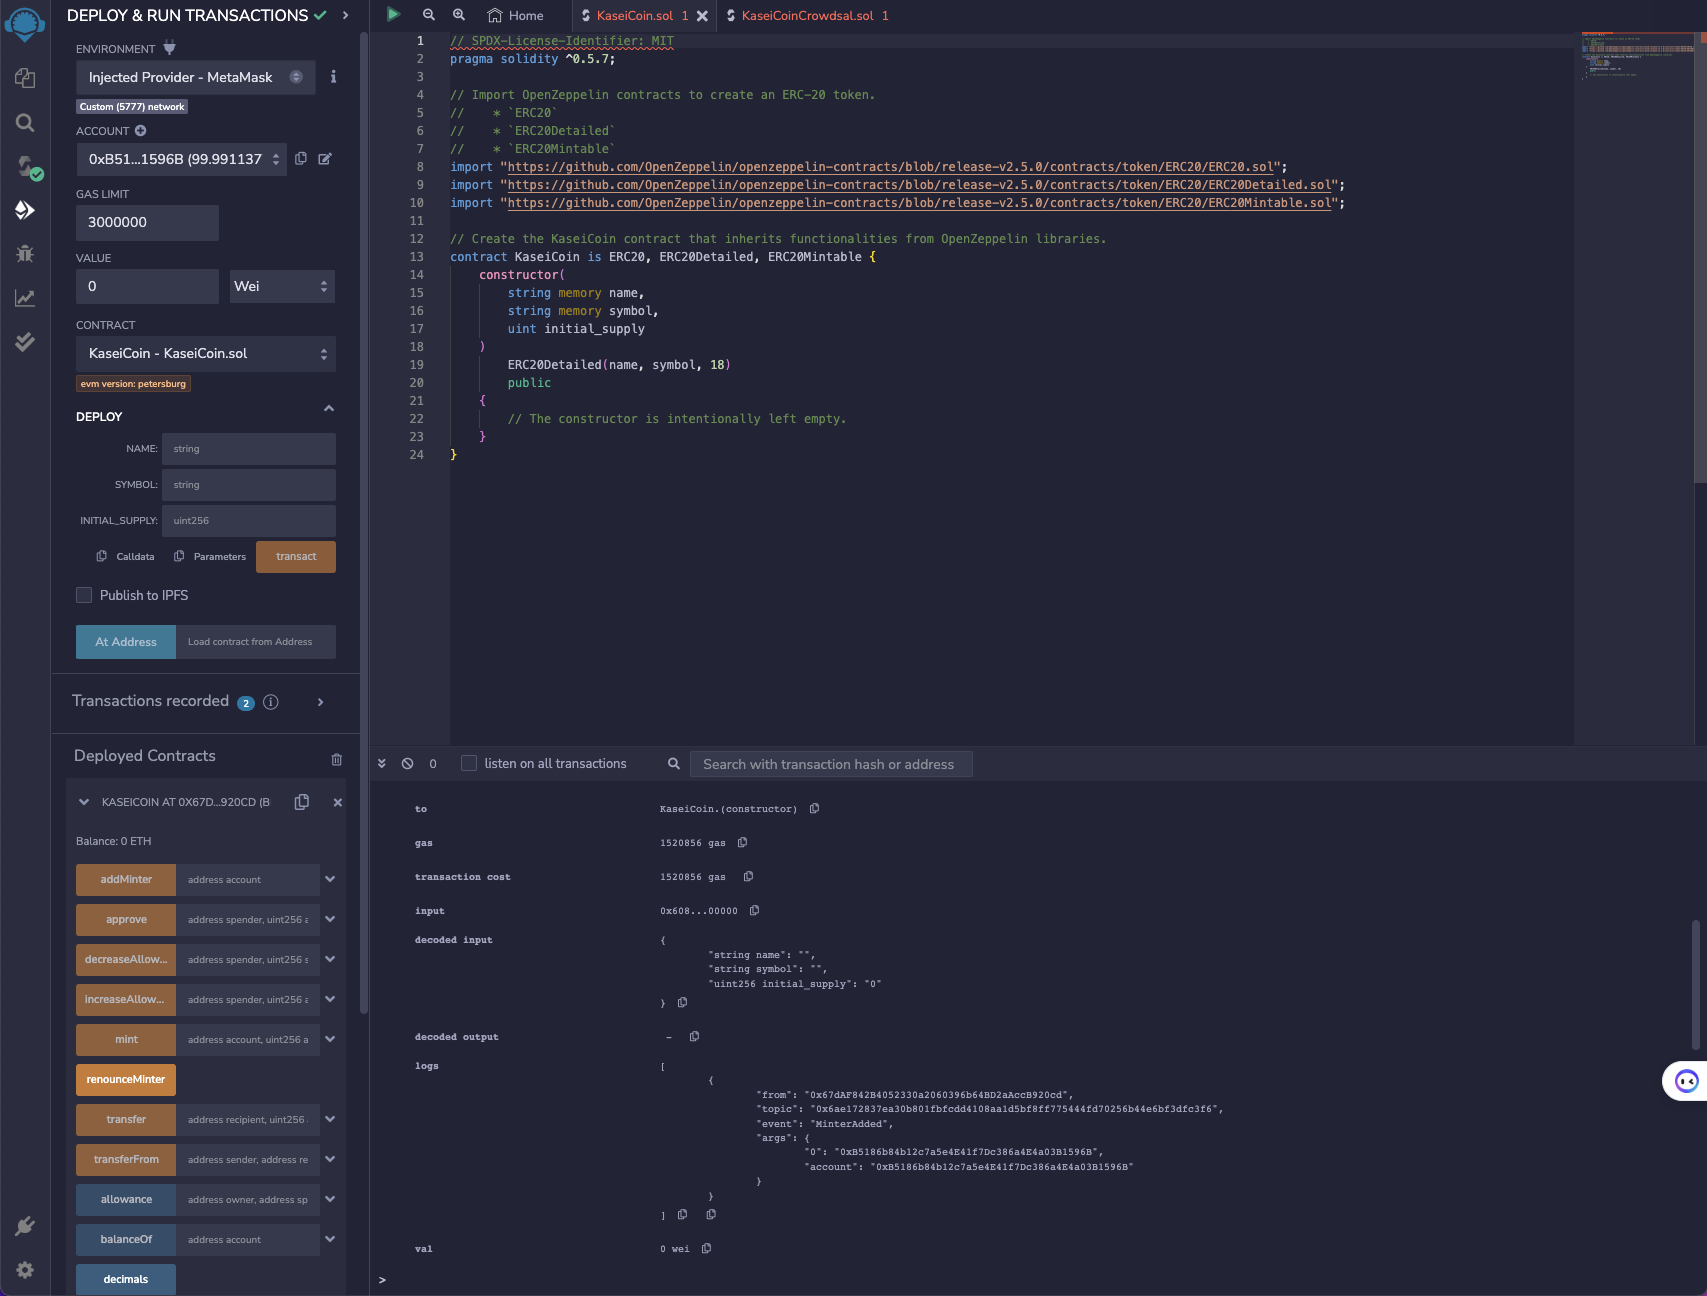 DEPLOY & RUN TRANSACTIONS
ENVIRONMENT
Injected Provider - MetaMask
Custom (5777) network
ACCOUNT
0xB51...1596B (99.991137
GAS LIMIT
3000000
VALUE
0
Wei
CONTRACT
KaseiCoin - KaseiCoin.sol
evm version: petersburg
DEPLOY
NAME: string
SYMBOL: string
INITIAL_SUPPLY: uint256
Calldata Parameters transact
Publish to IPFS
At Address Load contract from Address
Transactions recorded 2
Deployed Contracts
KASEICOIN AT 0X67D...920CD (B
Balance: 0 ETH
addMinter address account
approve address spender, uint256 a
decreaseAllow... address spender, uint256 s
increaseAllow... address spender, uint256 a
mint address account, uint256 a
renounceMinter
transfer address recipient, uint256
transferFrom address sender, address re
allowance address owner, address sp
balanceOf address account
decimals
Home KaseiCoin.sol 1 KaseiCoinCrowdsal.sol 1
1 // SPDX-License-Identifier: MIT
2 pragma solidity ^0.5.7;
3
4 // Import OpenZeppelin contracts to create an ERC-20 token.
5 //    * `ERC20`
6 //    * `ERC20Detailed`
7 //    * `ERC20Mintable`
8 import "https://github.com/OpenZeppelin/openzeppelin-contracts/blob/release-v2.5.0/contracts/token/ERC20/ERC20.sol";
9 import "https://github.com/OpenZeppelin/openzeppelin-contracts/blob/release-v2.5.0/contracts/token/ERC20/ERC20Detailed.sol";
10 import "https://github.com/OpenZeppelin/openzeppelin-contracts/blob/release-v2.5.0/contracts/token/ERC20/ERC20Mintable.sol";
11
12 // Create the KaseiCoin contract that inherits functionalities from OpenZeppelin libraries.
13 contract KaseiCoin is ERC20, ERC20Detailed, ERC20Mintable {
14     constructor(
15         string memory name,
16         string memory symbol,
17         uint initial_supply
18     )
19         ERC20Detailed(name, symbol, 18)
20         public
21     {
22         // The constructor is intentionally left empty.
23     }
24 }
0 listen on all transactions Search with transaction hash or address
to KaseiCoin.(constructor)
gas 1520856 gas
transaction cost 1520856 gas
input 0x608...00000
decoded input {
"string name": "",
"string symbol": "",
"uint256 initial_supply": "0"
}
decoded output -
logs [
{
"from": "0x67dAF842B4052330a2060396b64BD2aAccB920cd",
"topic": "0x6ae172837ea30b801fbfcdd4108aa1d5bf8ff775444fd70256b44e6bf3dfc3f6",
"event": "MinterAdded",
"args": {
"0": "0xB5186b84b12c7a5e4E41f7Dc386a4E4a03B1596B",
"account": "0xB5186b84b12c7a5e4E41f7Dc386a4E4a03B1596B"
}
}
]
val 0 wei
>